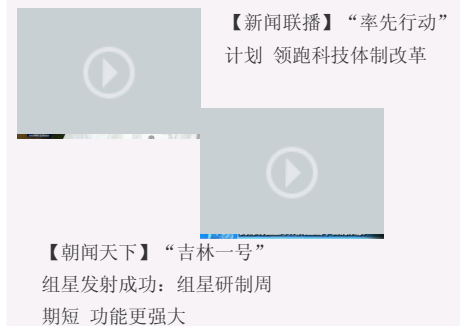 【新闻联播】“率先行动”
计划 领跑科技体制改革
【朝闻天下】“吉林一号”
组星发射成功：组星研制周
期短 功能更强大